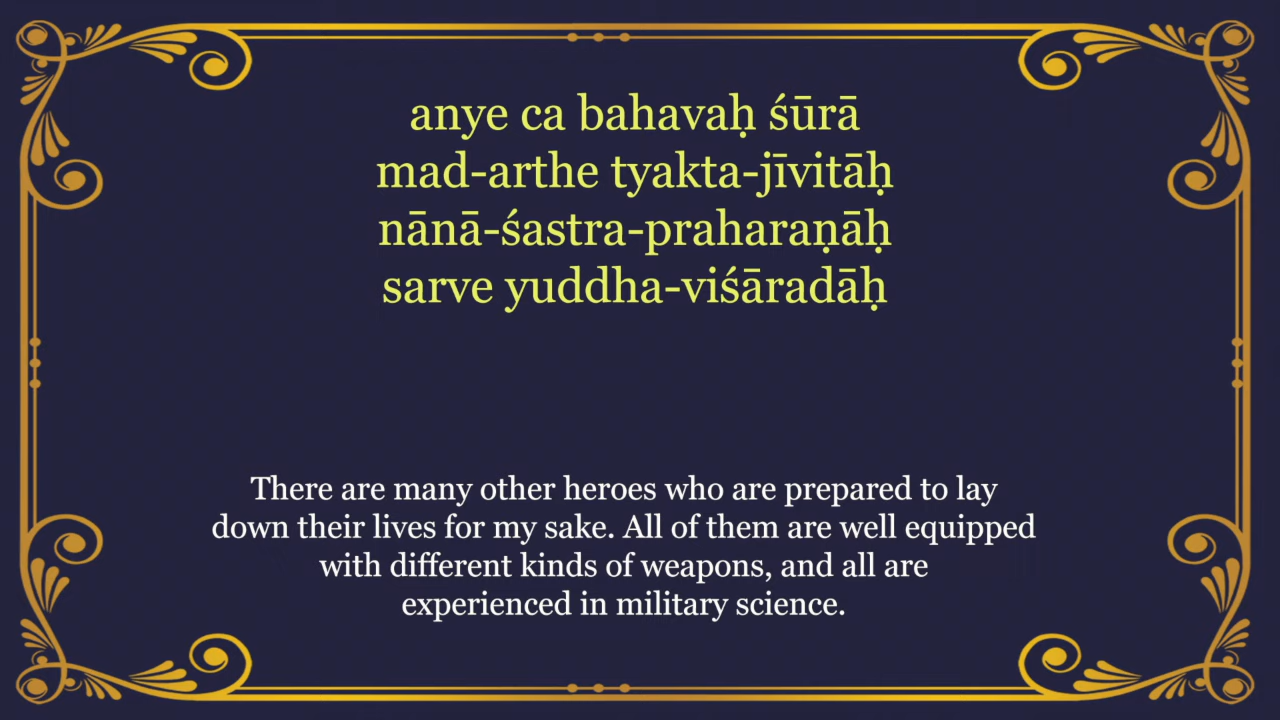 anye ca bahavaḥ śūrā
mad-arthe tyakta-jīvitāḥ
nānā-śastra-praharaṇāḥ
sarve yuddha-viśāradāḥ
There are many other heroes who are prepared to lay
down their lives for my sake. All of them are well equipped
with different kinds of weapons, and all are
experienced in military science.